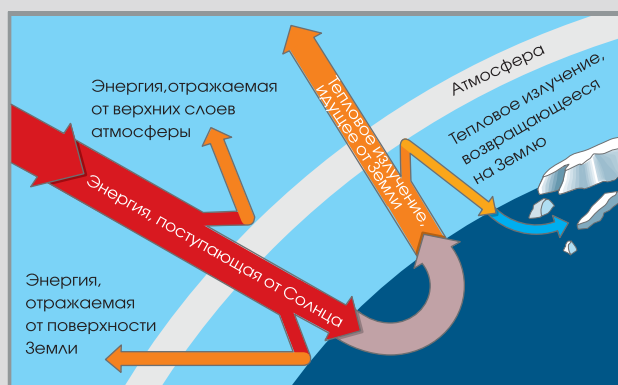 Энергия,отражаемая
от верхних слоев
атмосферы
Энергия, поступающая от Солнца
Энергия,
отражаемая
от поверхности
Земли
Тепловое излучение,
идущее от Земли
Атмосфера
Тепловое излучение,
возвращающееся
на Землю